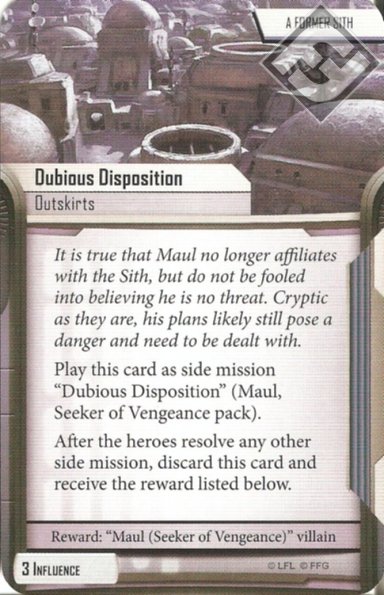 A FORMER SITH
Dubious Disposition
Outskirts
It is true that Maul no longer affiliates
with the Sith, but do not be fooled
into believing he is no threat. Cryptic
as they are, his plans likely still pose a
danger and need to be dealt with.
Play this card as side mission
“Dubious Disposition” (Maul,
Seeker of Vengeance pack).
After the heroes resolve any other
side mission, discard this card and
receive the reward listed below.
Reward: “Maul (Seeker of Vengeance)” villain
3 INFLUENCE
© LFL © FFG